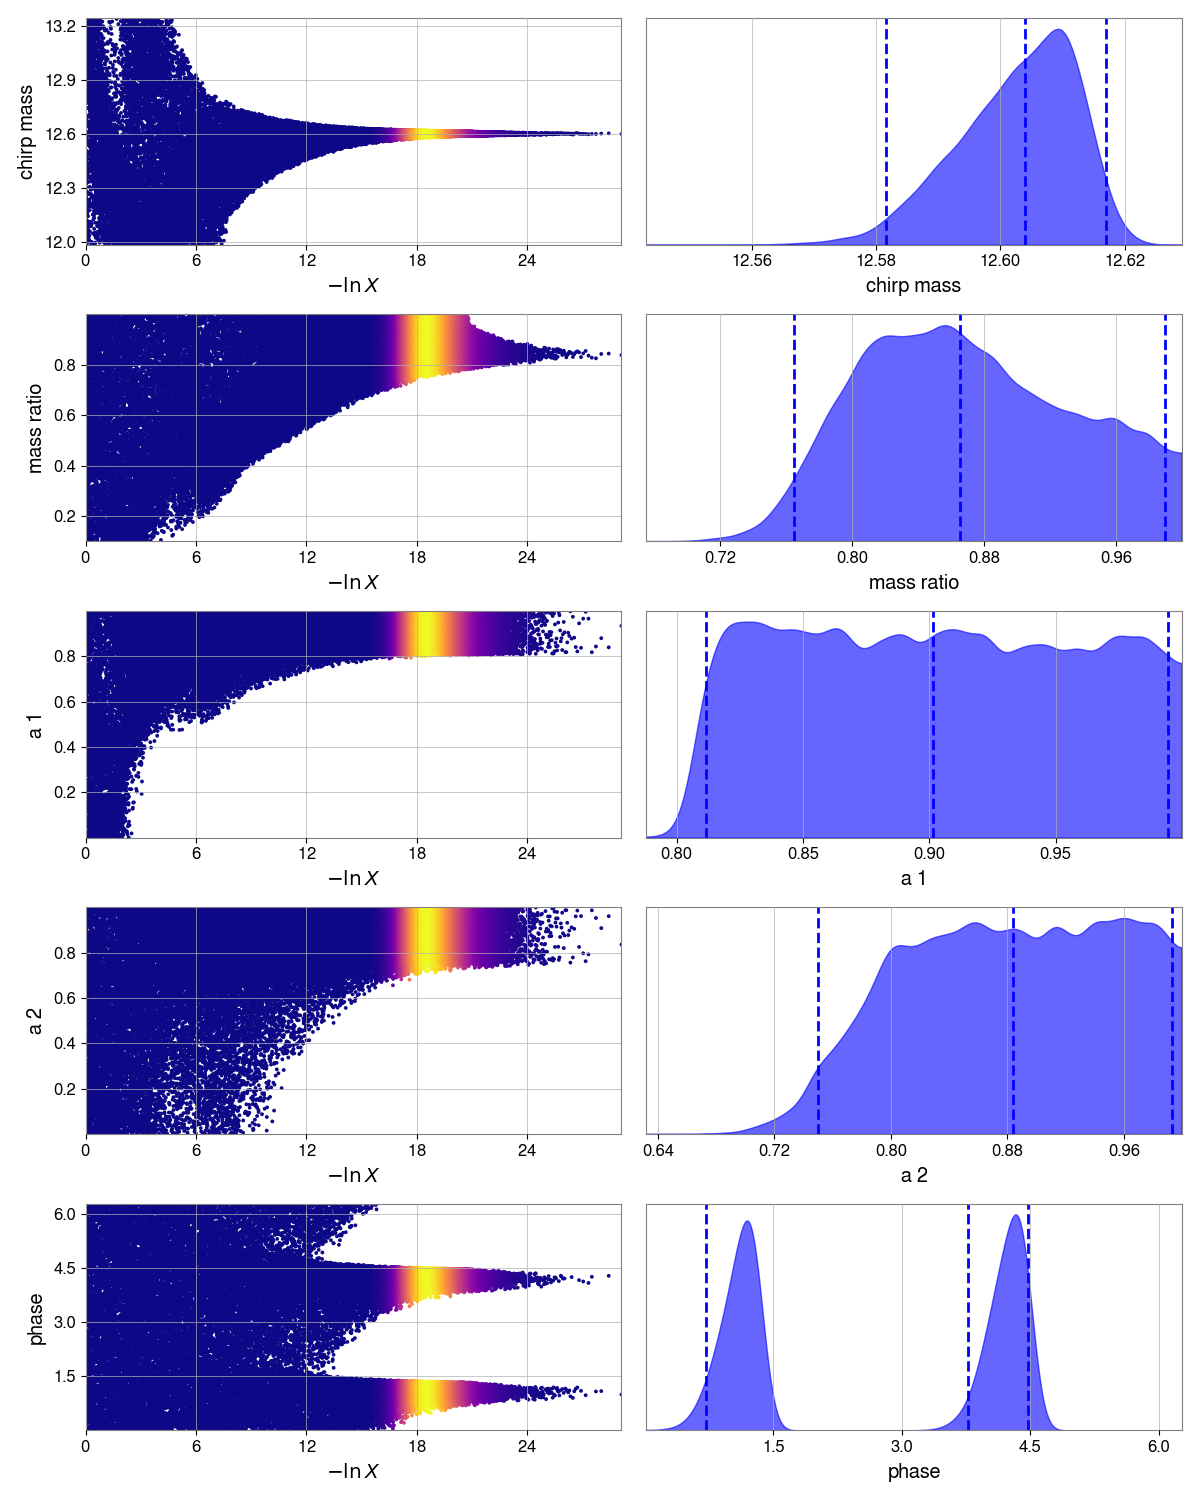 13.2
12.9
12.6
12.3
12.0
chirp mass
0 6 12 18 24
−ln X
12.56 12.58 12.60 12.62
chirp mass
0.8
0.6
0.4
0.2
mass ratio
0 6 12 18 24
−ln X
0.72 0.80 0.88 0.96
mass ratio
0.8
0.6
0.4
0.2
a 1
0 6 12 18 24
−ln X
0.80 0.85 0.90 0.95
a 1
0.8
0.6
0.4
0.2
a 2
0 6 12 18 24
−ln X
0.64 0.72 0.80 0.88 0.96
a 2
6.0
4.5
3.0
1.5
phase
0 6 12 18 24
−ln X
1.5 3.0 4.5 6.0
phase